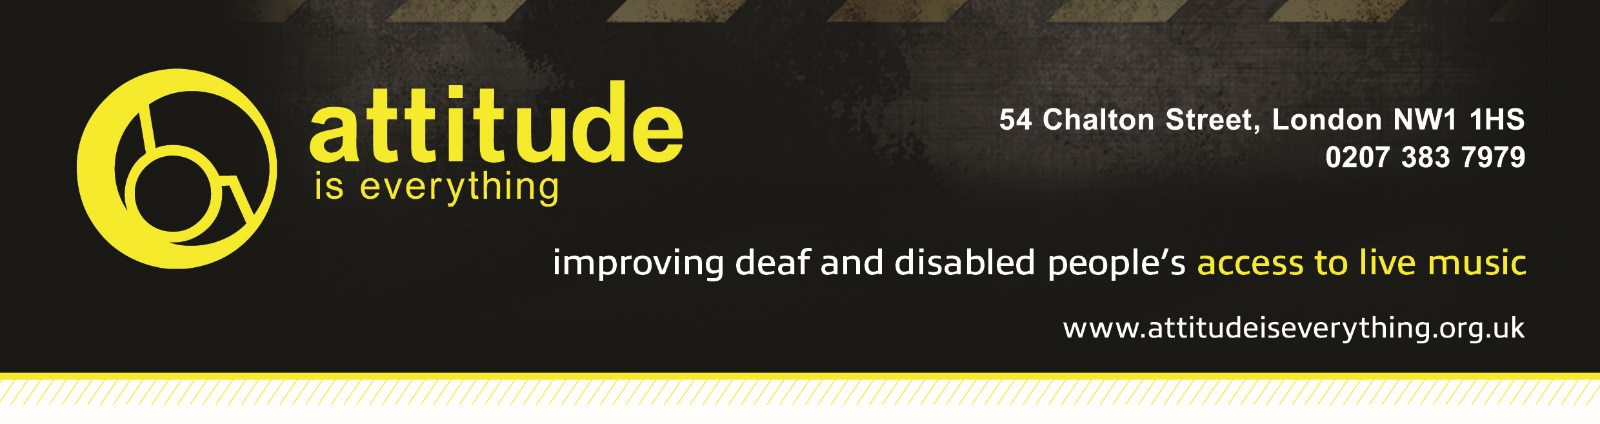 attitude
is everything
54 Chalton Street, London NW1 1HS
0207 383 7979
improving deaf and disabled people’s access to live music
www.attitudeiseverything.org.uk